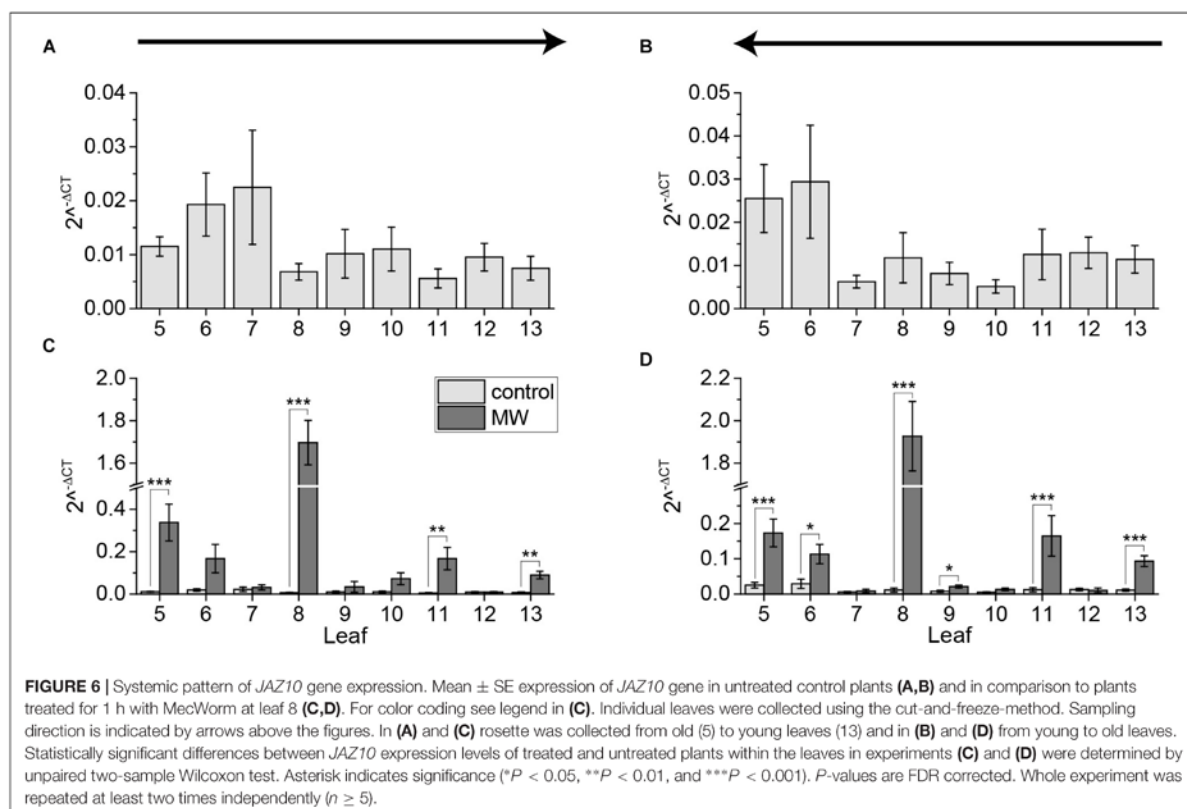 A
B
2^-ΔCT
0.04
0.03
0.02
0.01
0.00
5 6 7 8 9 10 11 12 13
2^-ΔCT
0.05
0.04
0.03
0.02
0.01
0.00
5 6 7 8 9 10 11 12 13
C
2^-ΔCT
2.0
1.8
1.6
0.4
0.2
0.0
***
***
**
**
control
MW
5 6 7 8 9 10 11 12 13
Leaf
D
2^-ΔCT
2.2
2.0
1.8
0.2
0.1
0.0
***
*
***
*
***
***
5 6 7 8 9 10 11 12 13
Leaf
FIGURE 6 | Systemic pattern of JAZ10 gene expression. Mean ± SE expression of JAZ10 gene in untreated control plants (A,B) and in comparison to plants
treated for 1 h with MecWorm at leaf 8 (C,D). For color coding see legend in (C). Individual leaves were collected using the cut-and-freeze-method. Sampling
direction is indicated by arrows above the figures. In (A) and (C) rosette was collected from old (5) to young leaves (13) and in (B) and (D) from young to old leaves.
Statistically significant differences between JAZ10 expression levels of treated and untreated plants within the leaves in experiments (C) and (D) were determined by
unpaired two-sample Wilcoxon test. Asterisk indicates significance (*P < 0.05, **P < 0.01, and ***P < 0.001). P-values are FDR corrected. Whole experiment was
repeated at least two times independently (n ≥ 5).